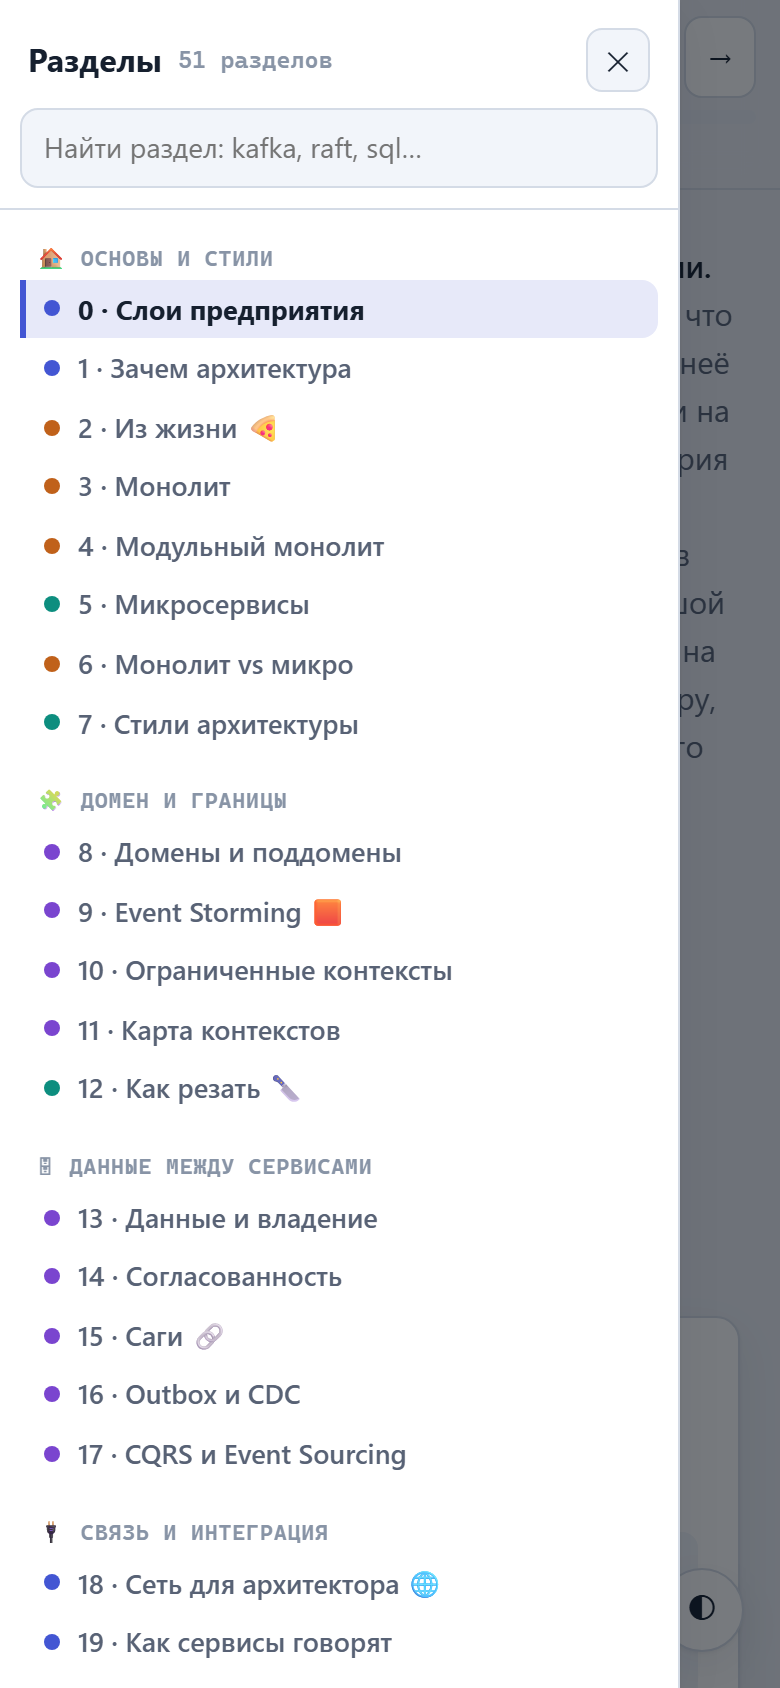 Разделы 51 разделов
→
Найти раздел: kafka, raft, sql...
🏠 ОСНОВЫ И СТИЛИ
0 · Слои предприятия
1 · Зачем архитектура
2 · Из жизни 🍕
3 · Монолит
4 · Модульный монолит
5 · Микросервисы
6 · Монолит vs микро
7 · Стили архитектуры
🧩 ДОМЕН И ГРАНИЦЫ
8 · Домены и поддомены
9 · Event Storming 🟧
10 · Ограниченные контексты
11 · Карта контекстов
12 · Как резать 🔪
🗄 ДАННЫЕ МЕЖДУ СЕРВИСАМИ
13 · Данные и владение
14 · Согласованность
15 · Саги 🔗
16 · Outbox и CDC
17 · CQRS и Event Sourcing
🔌 СВЯЗЬ И ИНТЕГРАЦИЯ
18 · Сеть для архитектора 🌐
19 · Как сервисы говорят
что
на
на